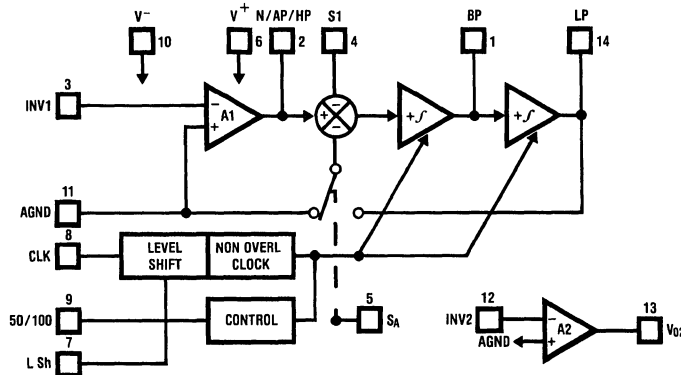 V⁻
V⁺
N/AP/HP
S1
BP
LP
10
6
2
4
1
14
3
INV1
−
+
A1
+
−
−
+∫
+∫
11
AGND
8
CLK
LEVEL
SHIFT
NON OVERL
CLOCK
9
50/100
CONTROL
5
SA
7
L Sh
12
INV2
AGND
−
+
A2
13
V02